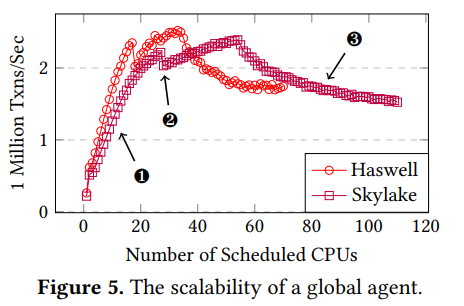 1 Million Txns/Sec
2
1
0
❶
❷
❸
Haswell
Skylake
0 20 40 60 80 100 120
Number of Scheduled CPUs
Figure 5. The scalability of a global agent.